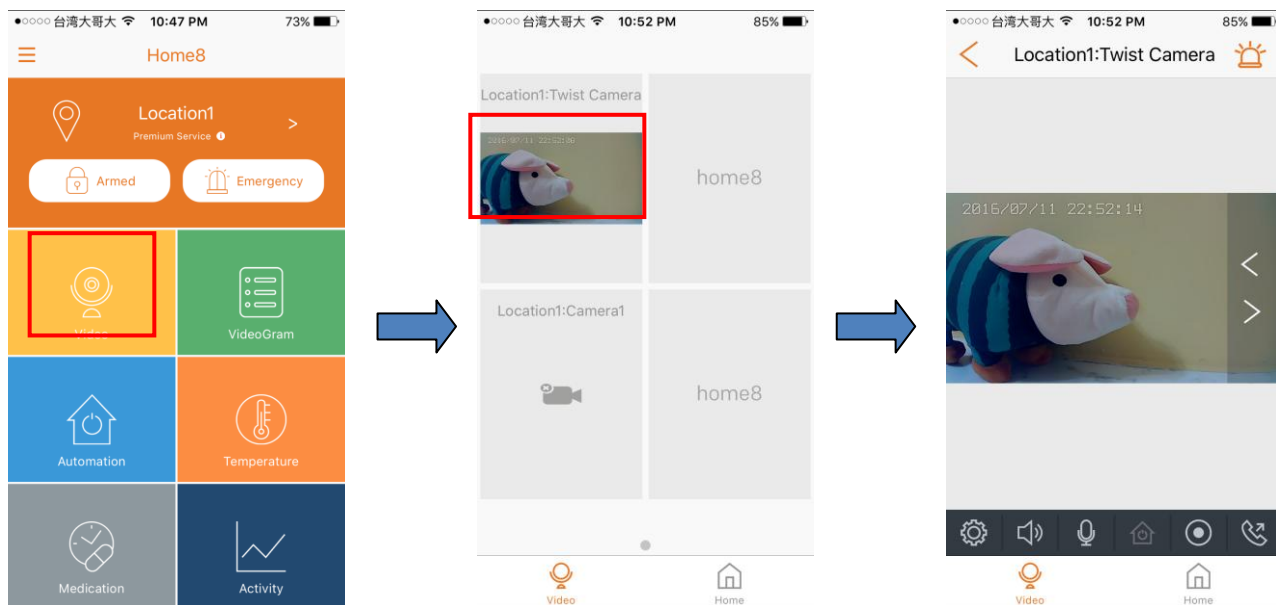 台湾大哥大 10:47 PM 73%
Home8
Location1 >
Premium Service
Armed Emergency
Video VideoGram
Automation Temperature
Medication Activity
台湾大哥大 10:52 PM 85%
Location1:Twist Camera
2016/07/11 22:52:06
home8
Location1:Camera1
home8
Video Home
台湾大哥大 10:52 PM 85%
Location1:Twist Camera
2016/07/11 22:52:14
Video Home